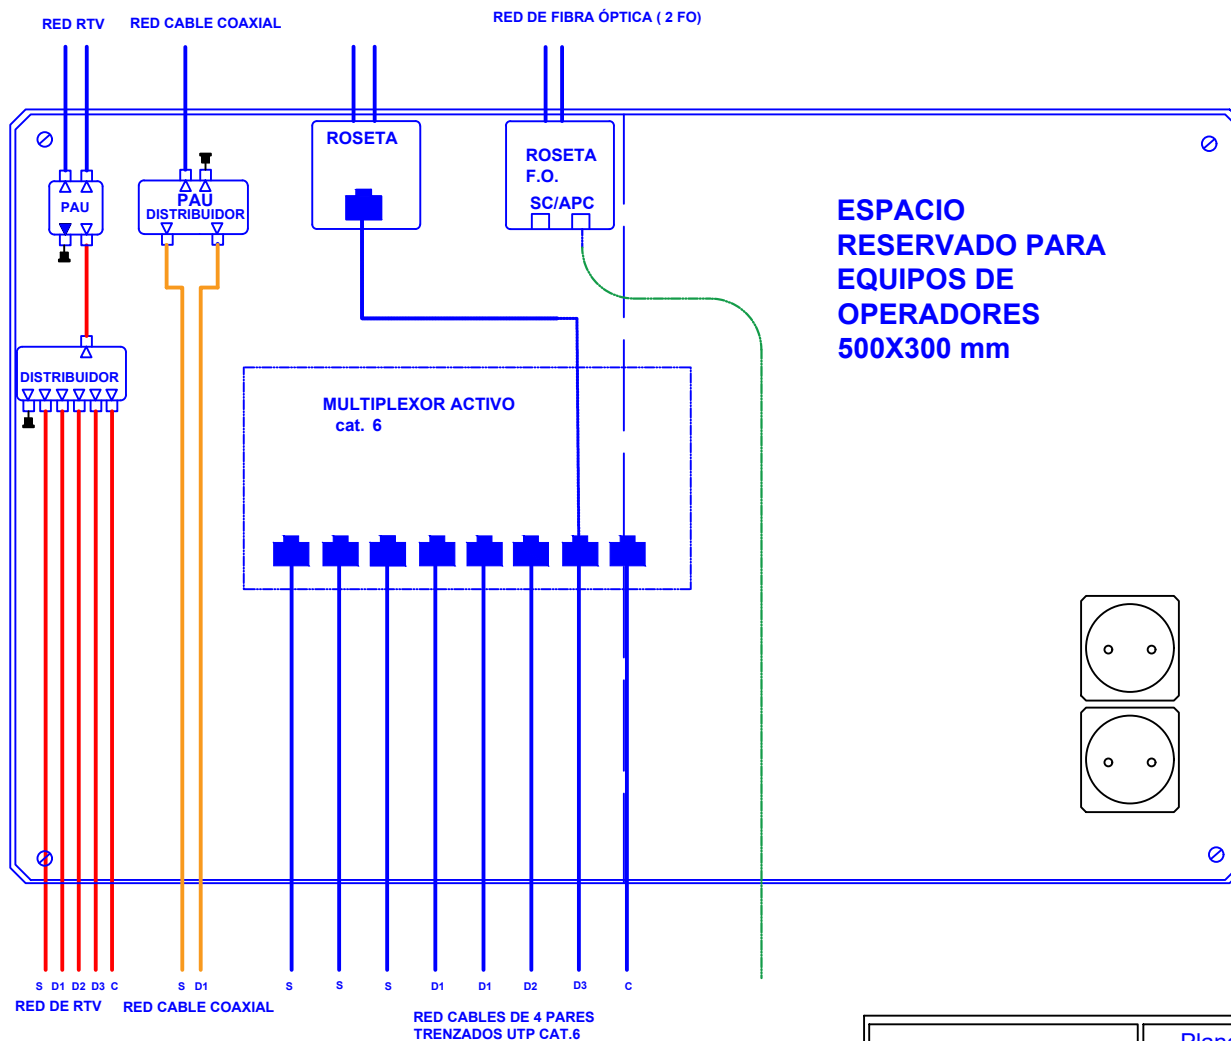 RED RTV
RED CABLE COAXIAL
RED DE FIBRA ÓPTICA ( 2 FO)
ROSETA
ROSETA
F.O.
SC/APC
PAU
PAU
DISTRIBUIDOR
ESPACIO
RESERVADO PARA
EQUIPOS DE
OPERADORES
500X300 mm
DISTRIBUIDOR
MULTIPLEXOR ACTIVO
cat. 6
S D1 D2 D3 C
S D1
S S S D1 D1 D2 D3 C
RED DE RTV
RED CABLE COAXIAL
RED CABLES DE 4 PARES
TRENZADOS UTP CAT.6